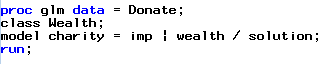 proc glm data = Donate;
class Wealth;
model charity = imp ¦ wealth / solution;
run;